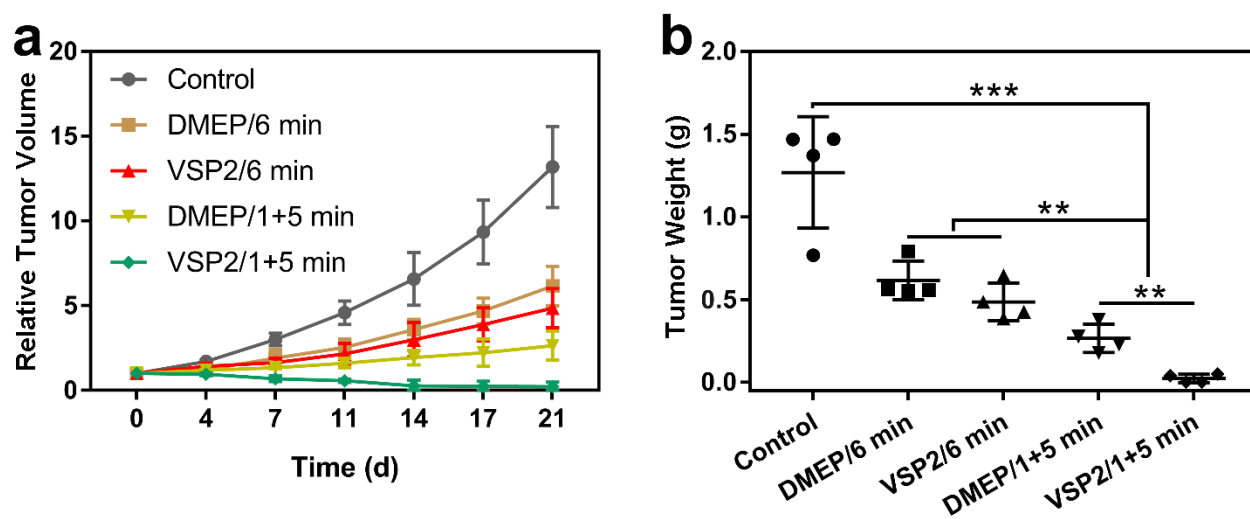 a
Relative Tumor Volume
20
15
10
5
0
Control
DMEP/6 min
VSP2/6 min
DMEP/1+5 min
VSP2/1+5 min
0 4 7 11 14 17 21
Time (d)
b
Tumor Weight (g)
2.0
1.5
1.0
0.5
0.0
***
**
**
Control
DMEP/6 min
VSP2/6 min
DMEP/1+5 min
VSP2/1+5 min